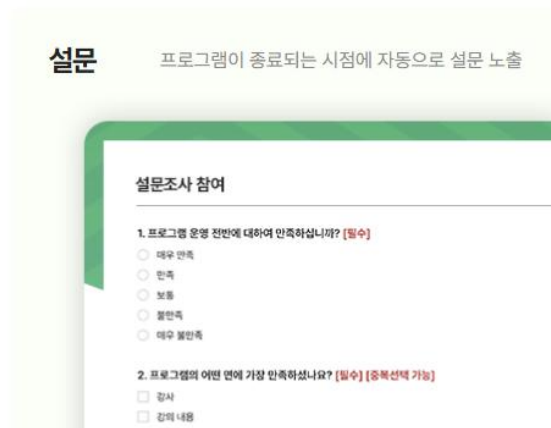 설문
프로그램이 종료되는 시점에 자동으로 설문 노출
설문조사 참여
1. 프로그램 운영 전반에 대하여 만족하십니까? [필수]
매우 만족
만족
보통
불만족
매우 불만족
2. 프로그램의 어떤 면에 가장 만족하셨나요? [필수] [중복선택 가능]
강사
강의 내용